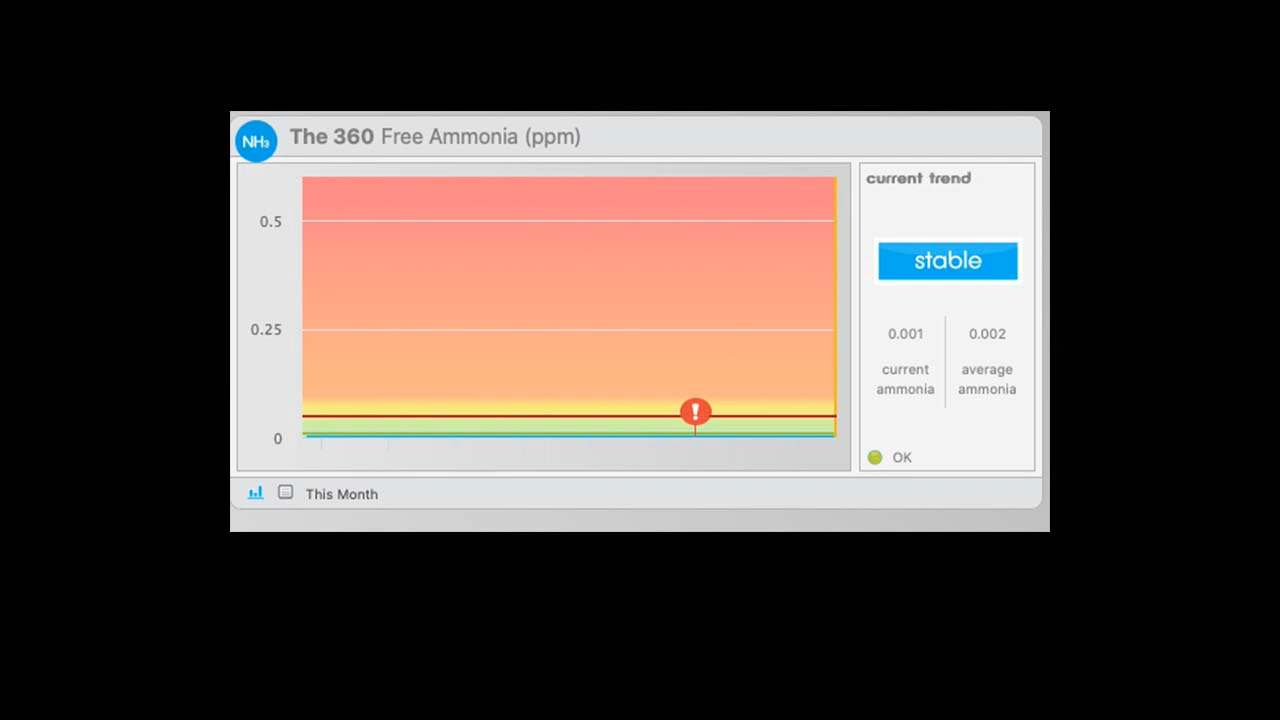 NH₃
The 360 Free Ammonia (ppm)
0.5
0.25
0
!
current trend
stable
0.001
0.002
current
ammonia
average
ammonia
OK
This Month